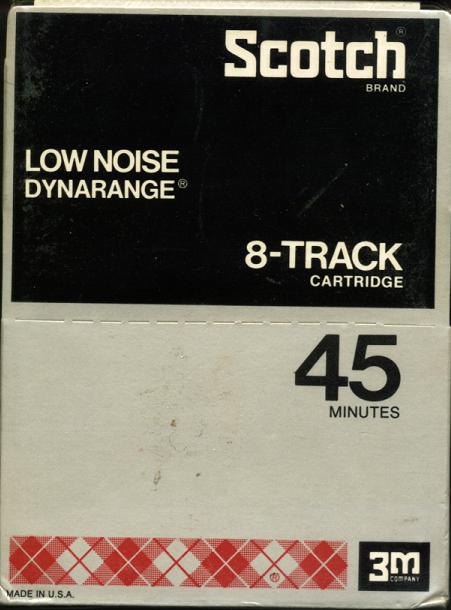 Scotch®
BRAND
LOW NOISE
DYNARANGE®
8-TRACK
CARTRIDGE
45
MINUTES
®
3M
COMPANY
MADE IN U.S.A.